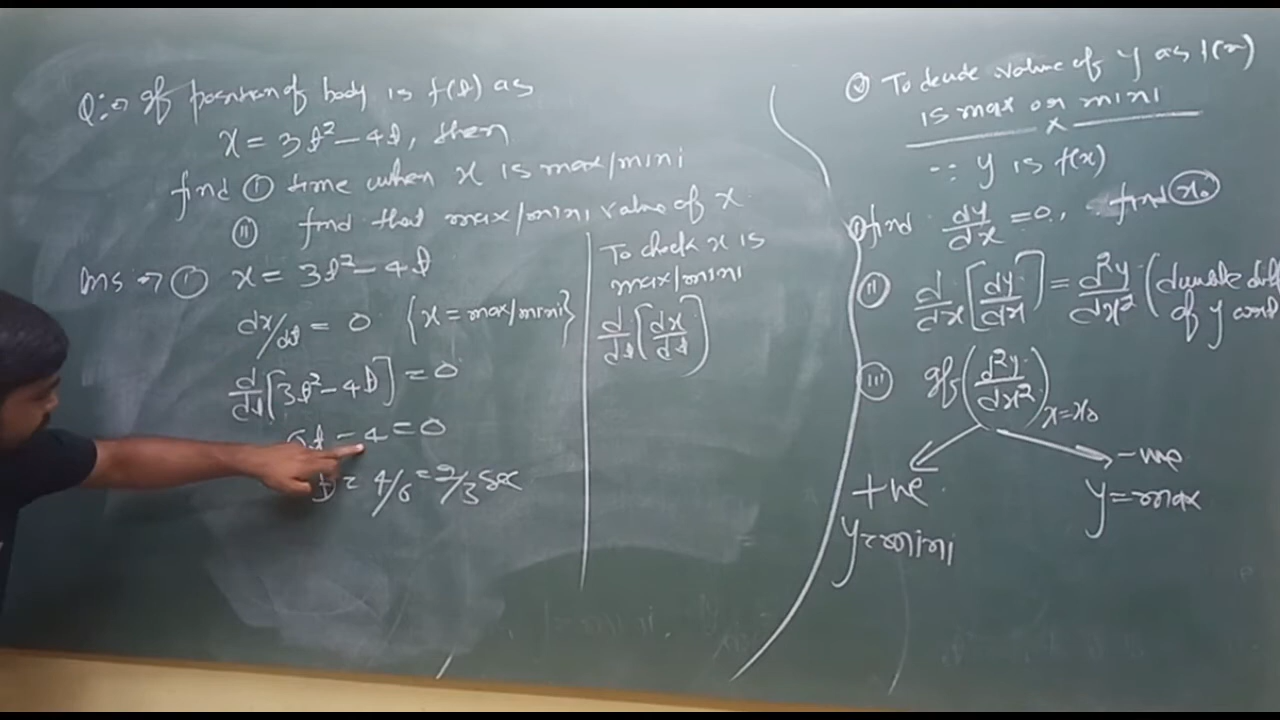 Q:→ If position of body is f(t) as
x = 3t² - 4t, then
find ① time when x is max/mini
② find that max/mini value of x
Ans → ① x = 3t² - 4t
dx/dt = 0 {x = max/mini}
d/dt [3t² - 4t] = 0
6t - 4 = 0
t = 4/6 = 2/3 sec
To check x is
max/mini
d/dt [dx/dt]
To decide value of y as f(x)
is max or mini
x
∵ y is f(x)
① find dy/dx = 0, find x₀
② d/dx [dy/dx] = d²y/dx² (double
of y
③ If (d²y/dx²) x=x₀
+ve
-ve
y = mini
y = max